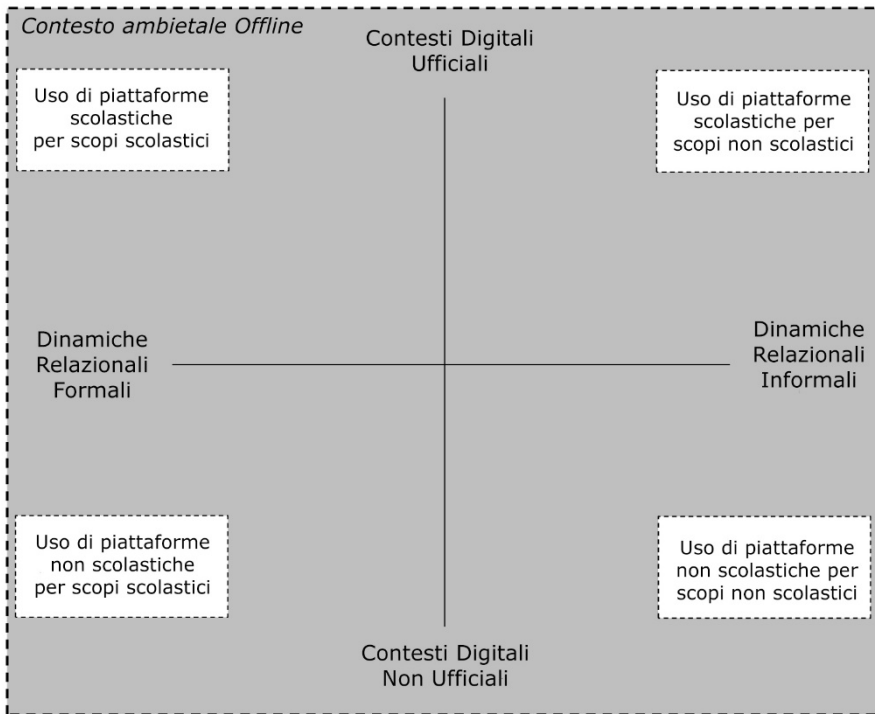 Contesto ambietale Offline
Contesti Digitali
Ufficiali
Uso di piattaforme
scolastiche
per scopi scolastici
Uso di piattaforme
scolastiche per
scopi non scolastici
Dinamiche
Relazionali
Formali
Dinamiche
Relazionali
Informali
Uso di piattaforme
non scolastiche
per scopi scolastici
Uso di piattaforme
non scolastiche per
scopi non scolastici
Contesti Digitali
Non Ufficiali